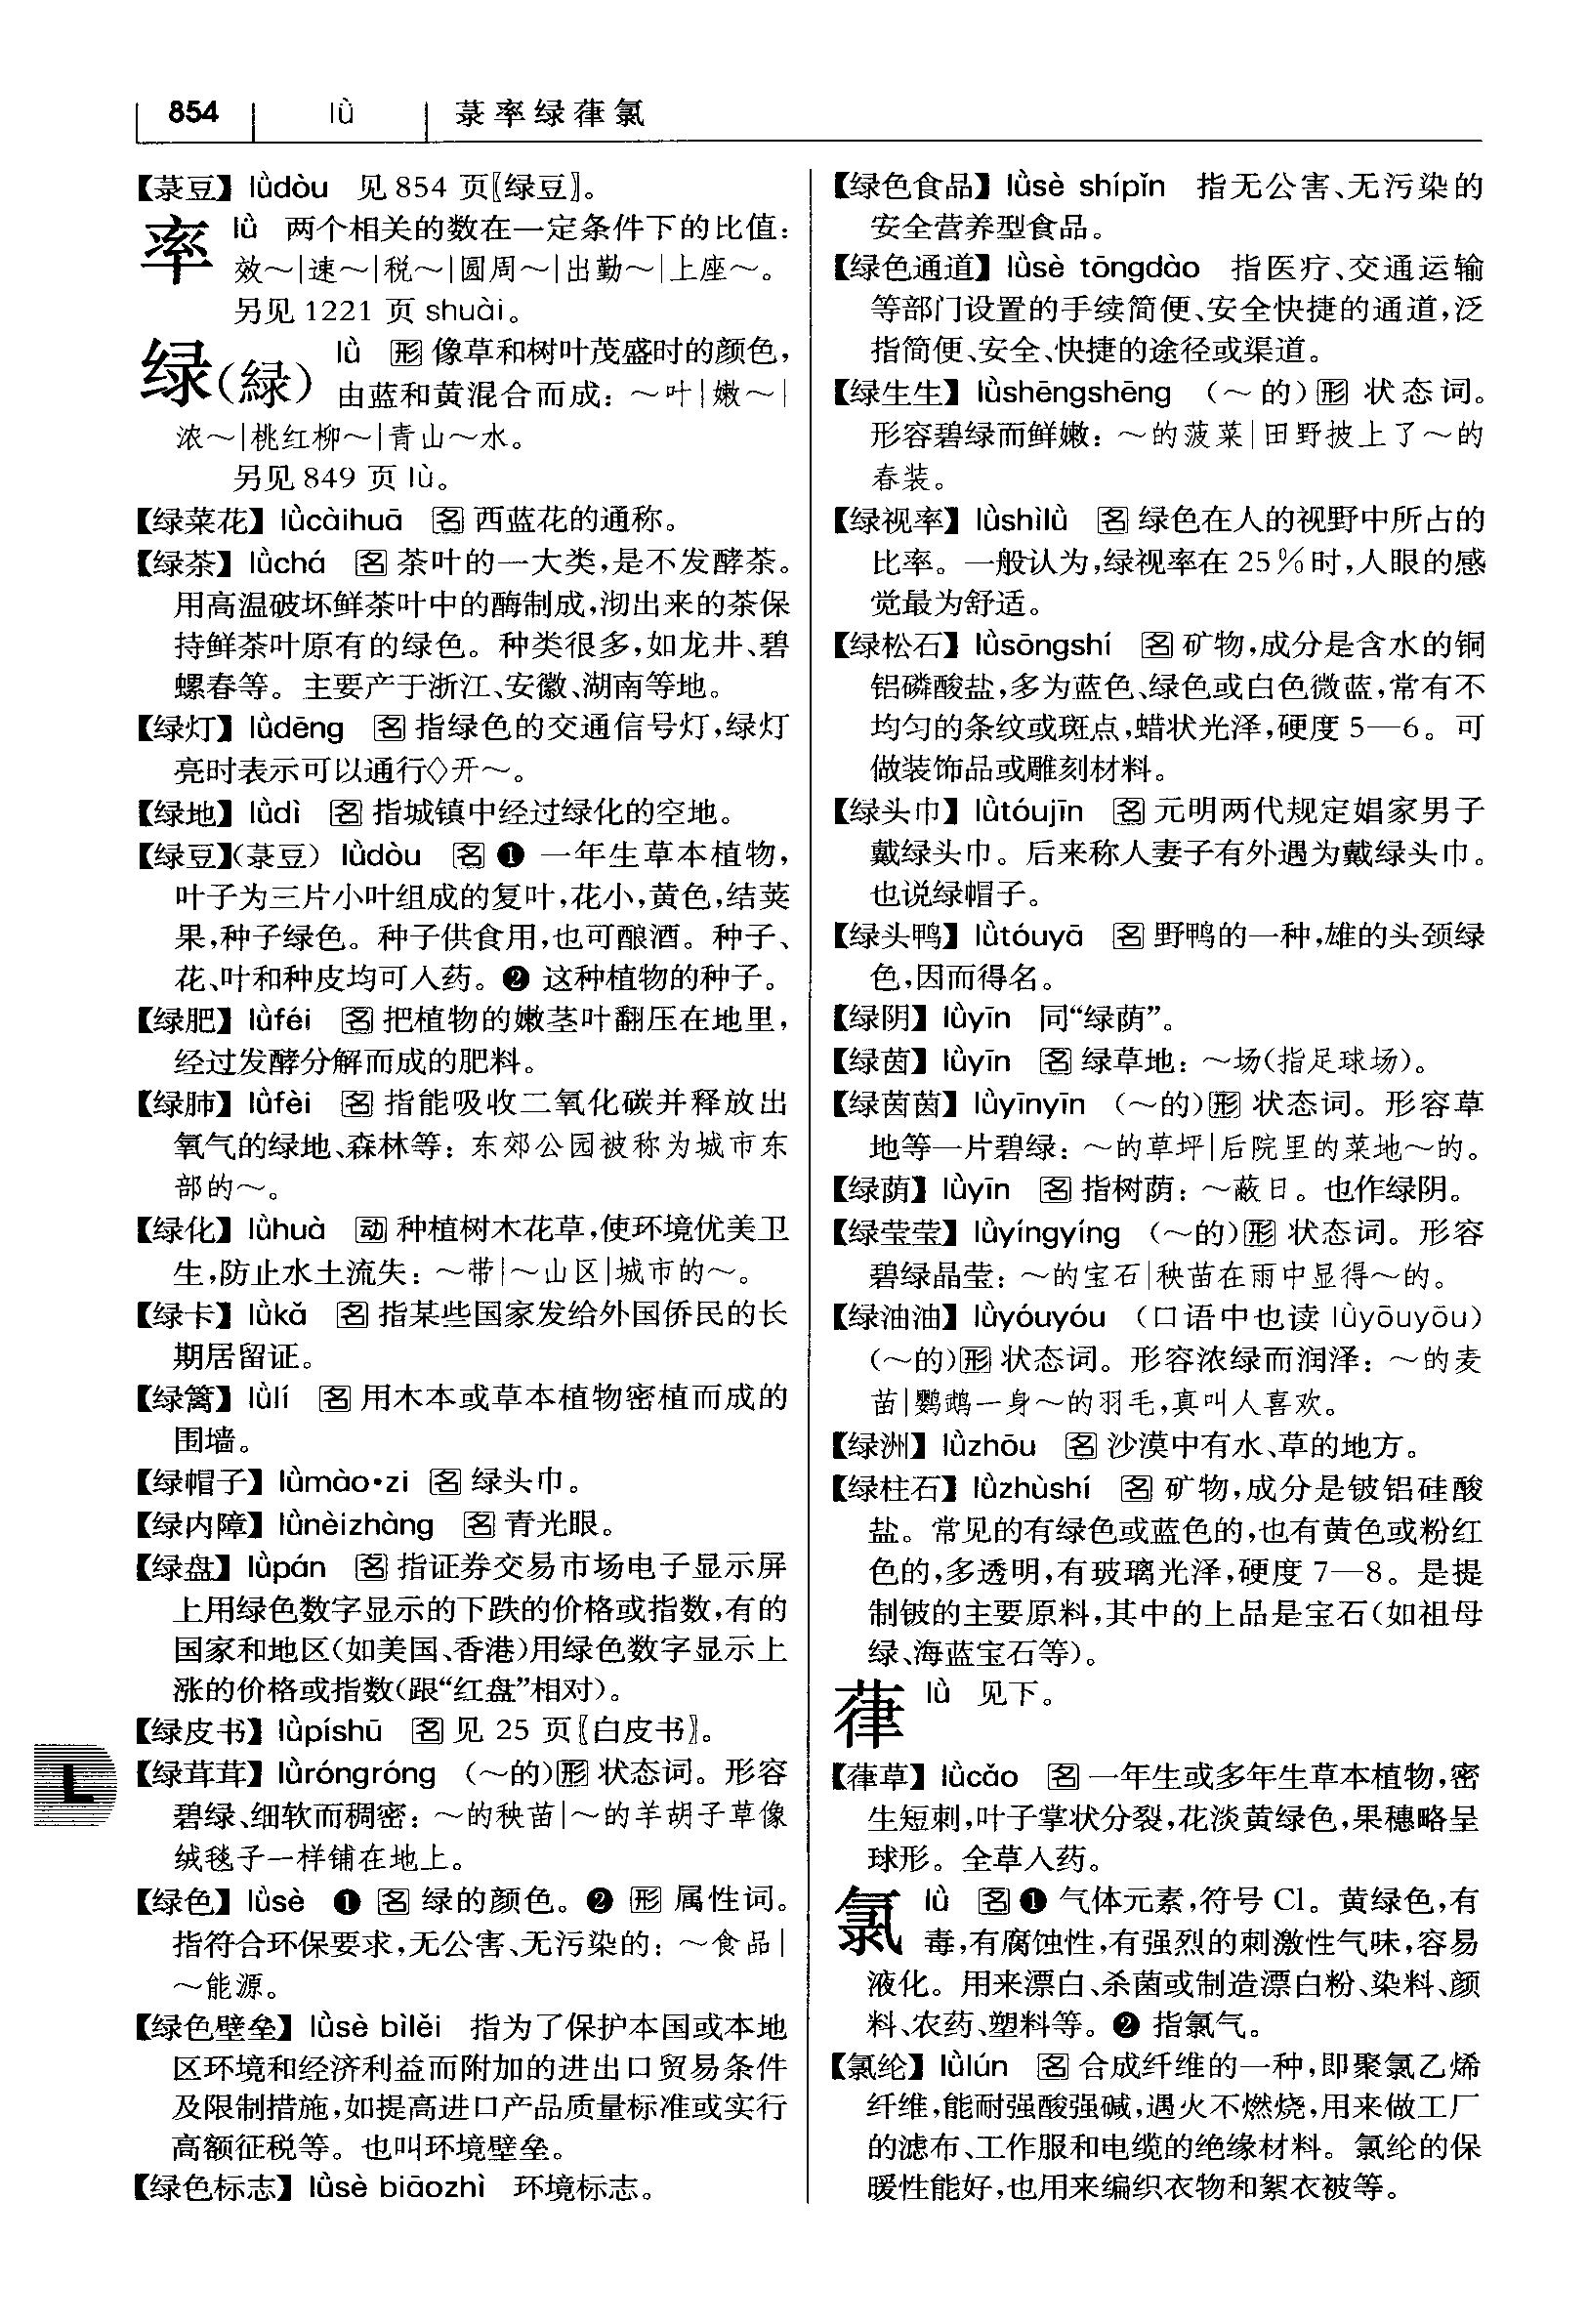 854 lǜ 菉率绿葎氯
【菉豆】 lǜdòu 见854页〖绿豆〗。
率 lǜ 两个相关的数在一定条件下的比值：
效～|速～|税～|圆周～|出勤～|上座～。
另见1221页 shuài。
绿(緑) lǜ 形 像草和树叶茂盛时的颜色，
由蓝和黄混合而成：～叶|嫩～|
浓～|桃红柳～|青山～水。
另见849页 lù。
【绿菜花】 lǜcàihuā 名 西蓝花的通称。
【绿茶】 lǜchá 名 茶叶的一大类，是不发酵茶。
用高温破坏鲜茶叶中的酶制成，沏出来的茶保
持鲜茶叶原有的绿色。种类很多，如龙井、碧
螺春等。主要产于浙江、安徽、湖南等地。
【绿灯】 lǜdēng 名 指绿色的交通信号灯，绿灯
亮时表示可以通行◇开～。
【绿地】 lǜdì 名 指城镇中经过绿化的空地。
【绿豆】(菉豆) lǜdòu 名 ❶ 一年生草本植物，
叶子为三片小叶组成的复叶，花小，黄色，结荚
果，种子绿色。种子供食用，也可酿酒。种子、
花、叶和种皮均可入药。❷ 这种植物的种子。
【绿肥】 lǜféi 名 把植物的嫩茎叶翻压在地里，
经过发酵分解而成的肥料。
【绿肺】 lǜfèi 名 指能吸收二氧化碳并释放出
氧气的绿地、森林等：东郊公园被称为城市东
部的～。
【绿化】 lǜhuà 动 种植树木花草，使环境优美卫
生，防止水土流失：～带|～山区|城市的～。
【绿卡】 lǜkǎ 名 指某些国家发给外国侨民的长
期居留证。
【绿篱】 lǜlí 名 用木本或草本植物密植而成的
围墙。
【绿帽子】 lǜmào•zi 名 绿头巾。
【绿内障】 lǜnèizhàng 名 青光眼。
【绿盘】 lǜpán 名 指证券交易市场电子显示屏
上用绿色数字显示的下跌的价格或指数，有的
国家和地区(如美国、香港)用绿色数字显示上
涨的价格或指数(跟“红盘”相对)。
【绿皮书】 lǜpíshū 名 见 25 页〖白皮书〗。
【绿茸茸】 lǜróngróng (～的)形 状态词。形容
碧绿、细软而稠密：～的秧苗|～的羊胡子草像
绒毯子一样铺在地上。
【绿色】 lǜsè ❶ 名 绿的颜色。❷ 形 属性词。
指符合环保要求，无公害、无污染的：～食品|
～能源。
【绿色壁垒】 lǜsè bìlěi 指为了保护本国或本地
区环境和经济利益而附加的进出口贸易条件
及限制措施，如提高进口产品质量标准或实行
高额征税等。也叫环境壁垒。
【绿色标志】 lǜsè biāozhì 环境标志。
L
【绿色食品】 lǜsè shípǐn 指无公害、无污染的
安全营养型食品。
【绿色通道】 lǜsè tōngdào 指医疗、交通运输
等部门设置的手续简便、安全快捷的通道，泛
指简便、安全、快捷的途径或渠道。
【绿生生】 lǜshēngshēng (～的)形 状态词。
形容碧绿而鲜嫩：～的菠菜|田野披上了～的
春装。
【绿视率】 lǜshìlǜ 名 绿色在人的视野中所占的
比率。一般认为，绿视率在25％时，人眼的感
觉最为舒适。
【绿松石】 lǜsōngshí 名 矿物，成分是含水的铜
铝磷酸盐，多为蓝色、绿色或白色微蓝，常有不
均匀的条纹或斑点，蜡状光泽，硬度5—6。可
做装饰品或雕刻材料。
【绿头巾】 lǜtóujīn 名 元明两代规定娼家男子
戴绿头巾。后来称人妻子有外遇为戴绿头巾。
也说绿帽子。
【绿头鸭】 lǜtóuyā 名 野鸭的一种，雄的头颈绿
色，因而得名。
【绿阴】 lǜyīn 同“绿荫”。
【绿茵】 lǜyīn 名 绿草地：～场(指足球场)。
【绿茵茵】 lǜyīnyīn (～的)形 状态词。形容草
地等一片碧绿：～的草坪|后院里的菜地～的。
【绿荫】 lǜyīn 名 指树荫：～蔽日。也作绿阴。
【绿莹莹】 lǜyíngyíng (～的)形 状态词。形容
碧绿晶莹：～的宝石|秧苗在雨中显得～的。
【绿油油】 lǜyóuyóu (口语中也读 lǜyōuyōu)
(～的)形 状态词。形容浓绿而润泽：～的麦
苗|鹦鹉一身～的羽毛，真叫人喜欢。
【绿洲】 lǜzhōu 名 沙漠中有水、草的地方。
【绿柱石】 lǜzhùshí 名 矿物，成分是铍铝硅酸
盐。常见的有绿色或蓝色的，也有黄色或粉红
色的，多透明，有玻璃光泽，硬度7—8。是提
制铍的主要原料，其中的上品是宝石(如祖母
绿、海蓝宝石等)。
葎 lǜ 见下。
【葎草】 lǜcǎo 名 一年生或多年生草本植物，密
生短刺，叶子掌状分裂，花淡黄绿色，果穗略呈
球形。全草入药。
氯 lǜ 名 ❶ 气体元素，符号 Cl。黄绿色，有
毒，有腐蚀性，有强烈的刺激性气味，容易
液化。用来漂白、杀菌或制造漂白粉、染料、颜
料、农药、塑料等。❷ 指氯气。
【氯纶】 lǜlún 名 合成纤维的一种，即聚氯乙烯
纤维，能耐强酸强碱，遇火不燃烧，用来做工厂
的滤布、工作服和电缆的绝缘材料。氯纶的保
暖性能好，也用来编织衣物和絮衣被等。